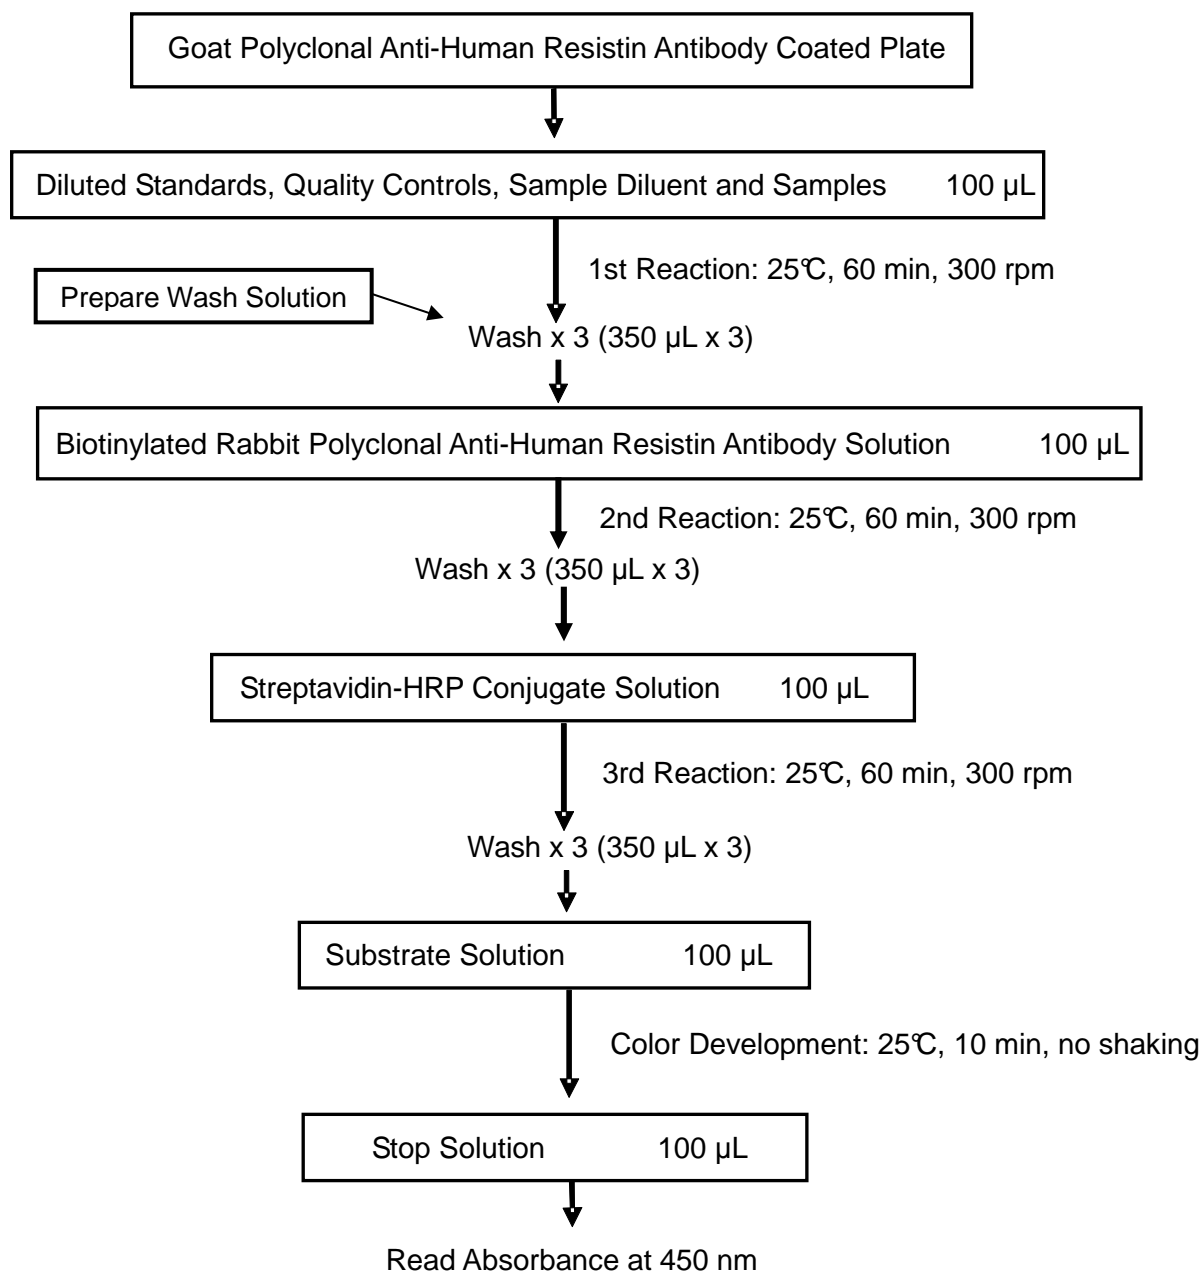 Goat Polyclonal Anti-Human Resistin Antibody Coated Plate
Diluted Standards, Quality Controls, Sample Diluent and Samples 100 µL
1st Reaction: 25℃, 60 min, 300 rpm
Prepare Wash Solution
Wash x 3 (350 µL x 3)
Biotinylated Rabbit Polyclonal Anti-Human Resistin Antibody Solution 100 µL
2nd Reaction: 25℃, 60 min, 300 rpm
Wash x 3 (350 µL x 3)
Streptavidin-HRP Conjugate Solution 100 µL
3rd Reaction: 25℃, 60 min, 300 rpm
Wash x 3 (350 µL x 3)
Substrate Solution 100 µL
Color Development: 25℃, 10 min, no shaking
Stop Solution 100 µL
Read Absorbance at 450 nm